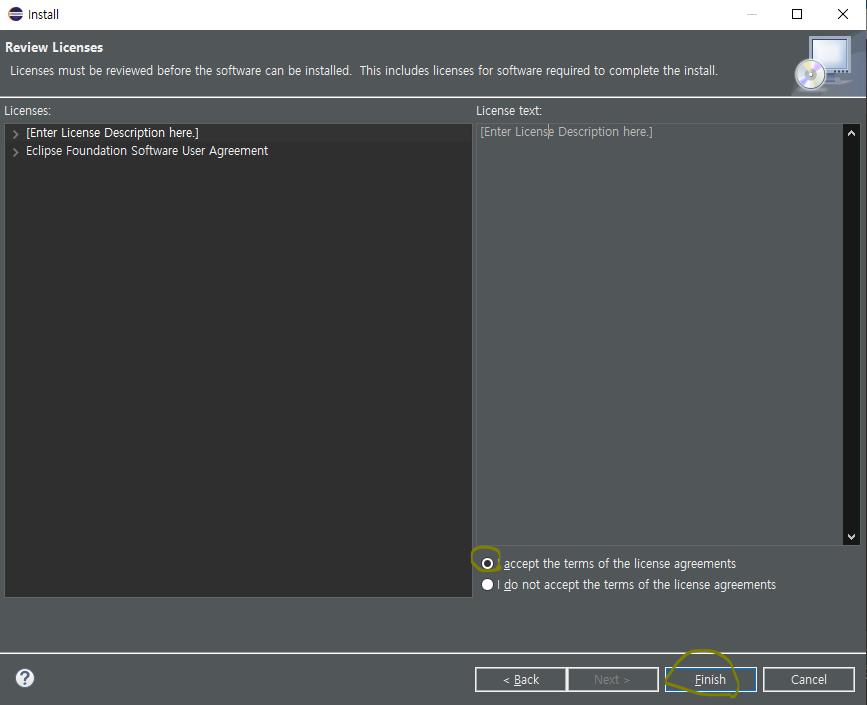 Install
Review Licenses
Licenses must be reviewed before the software can be installed.  This includes licenses for software required to complete the install.
Licenses:
[Enter License Description here.]
Eclipse Foundation Software User Agreement
License text:
[Enter License Description here.]
I accept the terms of the license agreements
I do not accept the terms of the license agreements
?
< Back
Next >
Finish
Cancel